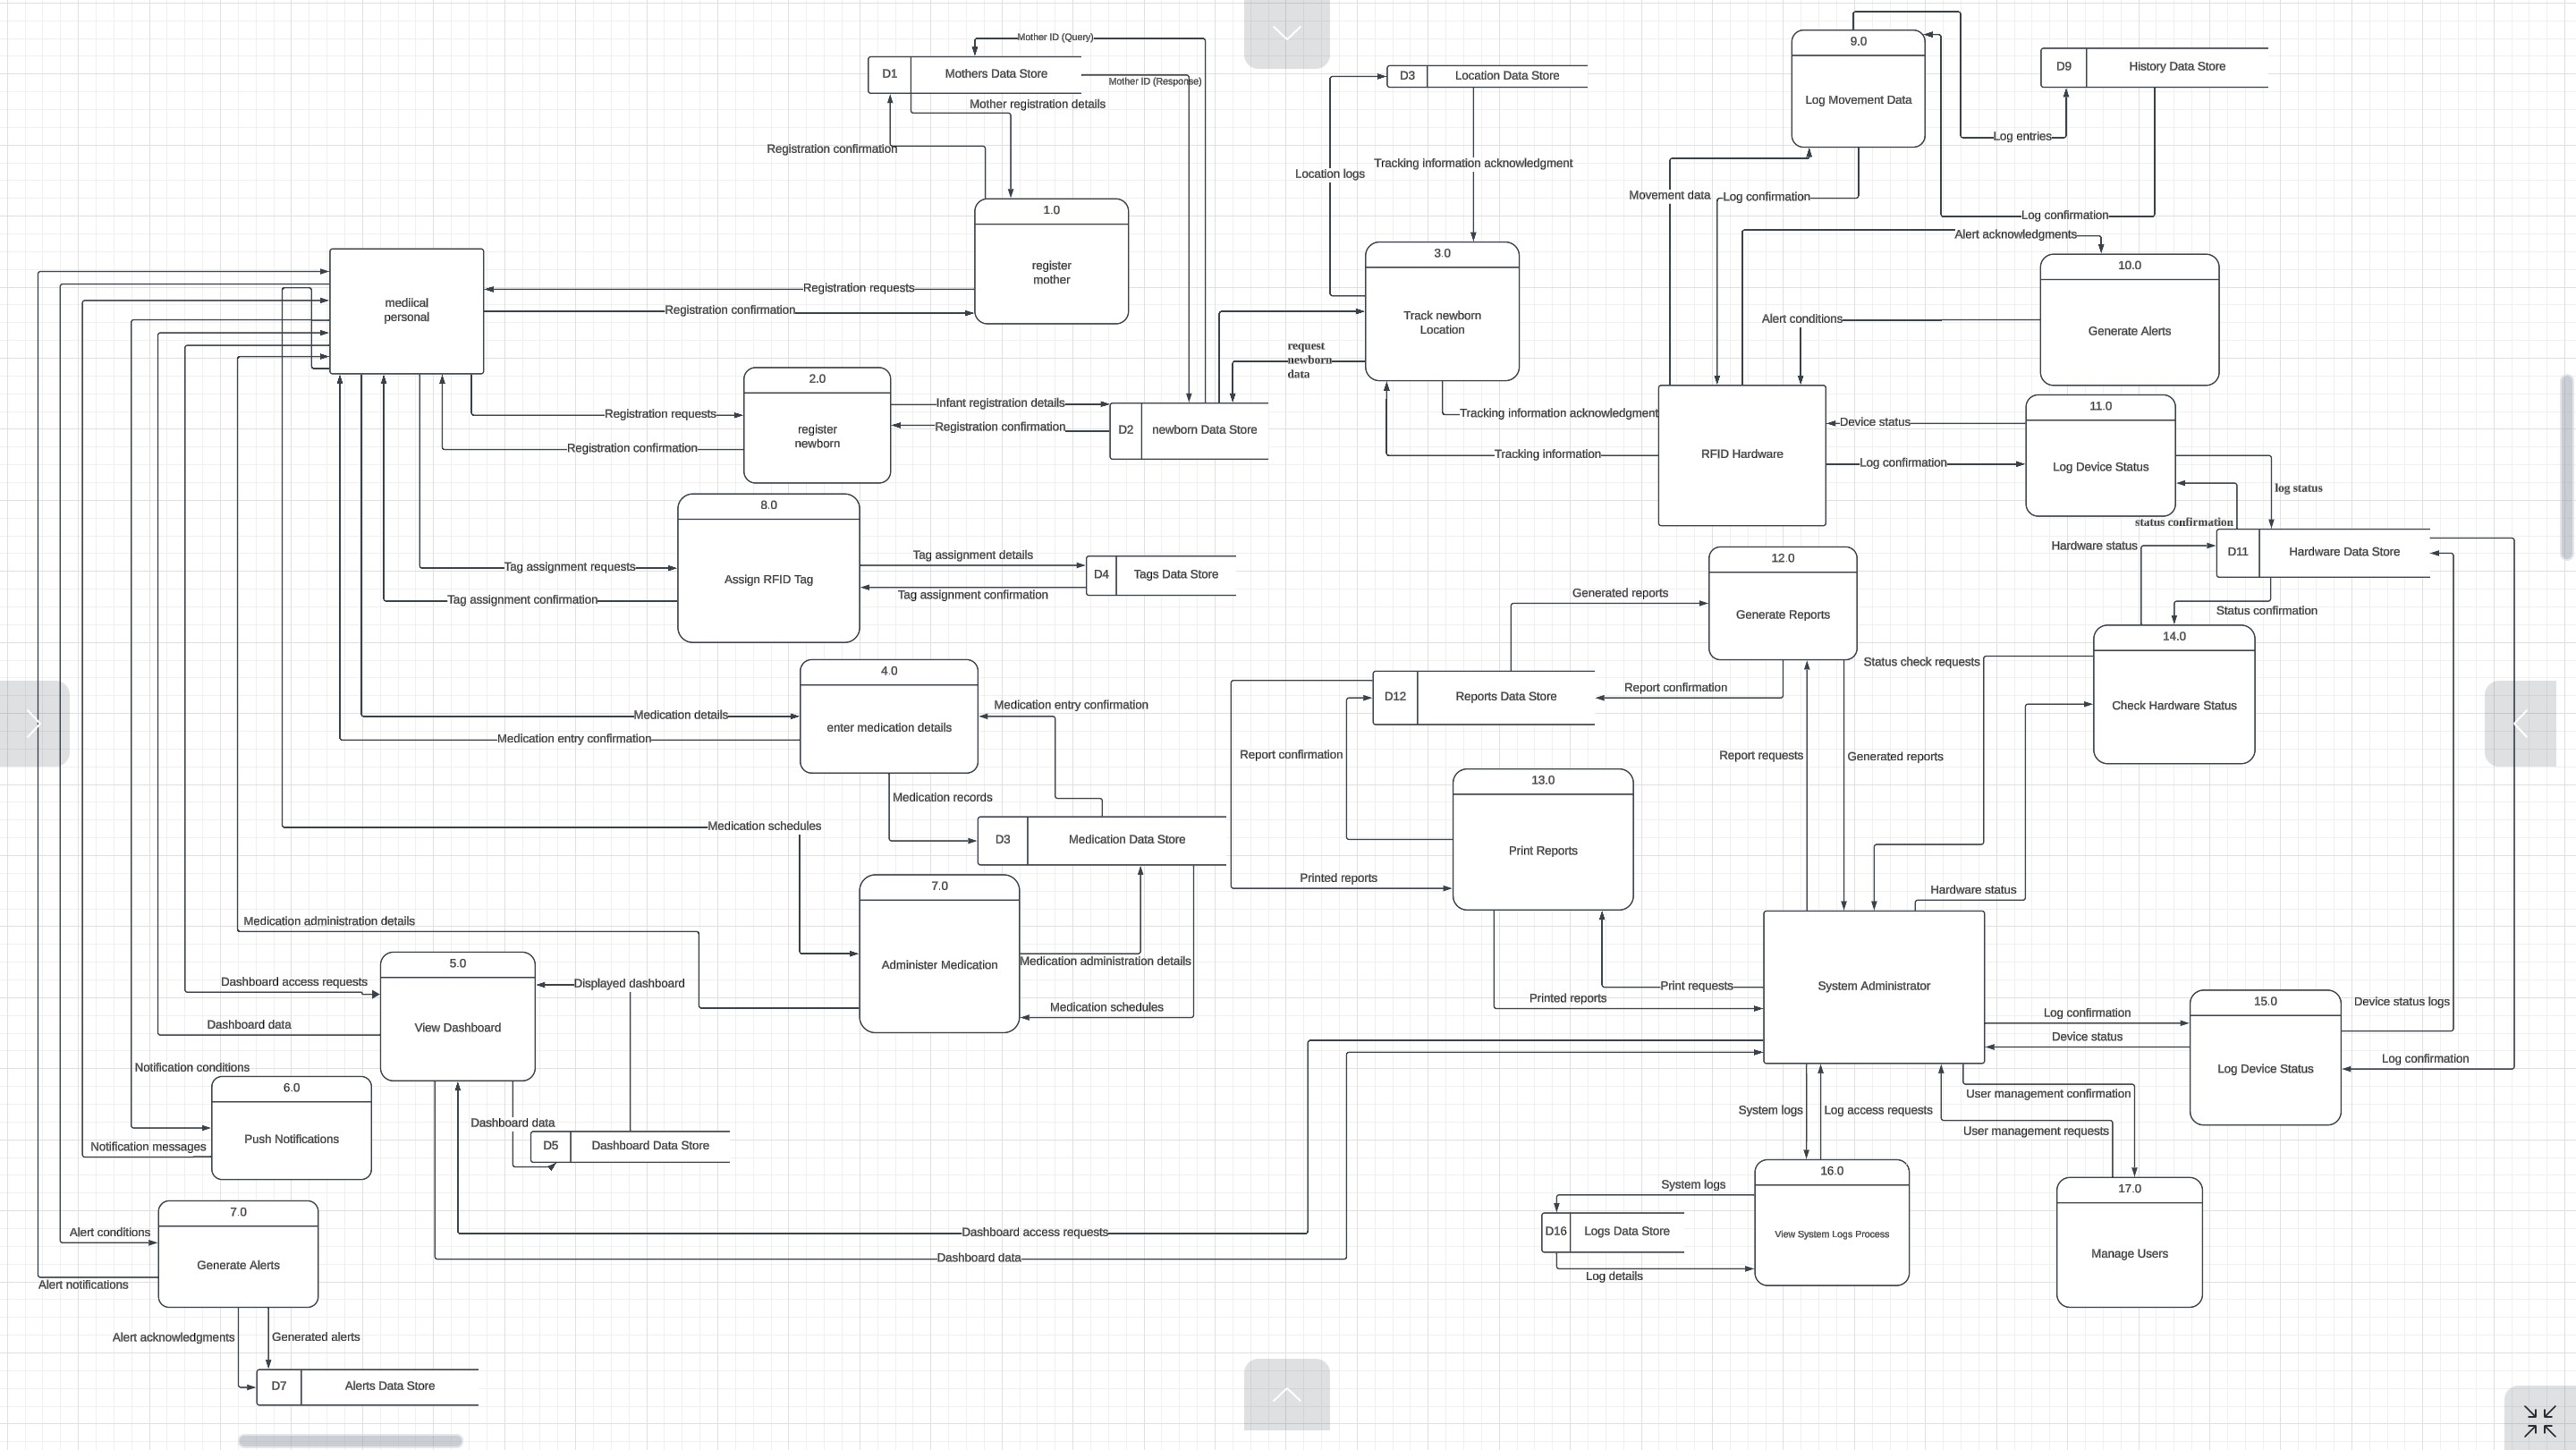 Mother ID (Query)
D1
Mothers Data Store
Mother ID (Response)
Mother registration details
Registration confirmation
1.0
register
mother
Registration requests
Registration confirmation
mediical
personal
2.0
register
newborn
Registration requests
Registration confirmation
Infant registration details
Registration confirmation
D2
newborn Data Store
D3
Location Data Store
Location logs
Tracking information acknowledgment
3.0
Track newborn
Location
request
newborn
data
Tracking information acknowledgment
Tracking information
9.0
Log Movement Data
D9
History Data Store
Log entries
Log confirmation
Movement data
Log confirmation
Alert acknowledgments
10.0
Generate Alerts
Alert conditions
RFID Hardware
11.0
Log Device Status
Device status
Log confirmation
log status
status confirmation
D11
Hardware Data Store
Hardware status
Status confirmation
8.0
Assign RFID Tag
Tag assignment requests
Tag assignment confirmation
Tag assignment details
Tag assignment confirmation
D4
Tags Data Store
12.0
Generate Reports
Generated reports
D12
Reports Data Store
Report confirmation
Report confirmation
Report requests
Generated reports
14.0
Check Hardware Status
Status check requests
Hardware status
4.0
enter medication details
Medication details
Medication entry confirmation
Medication entry confirmation
Medication records
D3
Medication Data Store
Medication schedules
13.0
Print Reports
Printed reports
Print requests
Printed reports
7.0
Administer Medication
Medication administration details
Medication administration details
Medication schedules
System Administrator
5.0
View Dashboard
Dashboard access requests
Dashboard data
Displayed dashboard
Dashboard data
D5
Dashboard Data Store
15.0
Log Device Status
Log confirmation
Device status
Device status logs
Log confirmation
Notification conditions
6.0
Push Notifications
Notification messages
System logs
Log access requests
User management confirmation
User management requests
16.0
View System Logs Process
System logs
D16
Logs Data Store
Log details
17.0
Manage Users
7.0
Generate Alerts
Alert conditions
Alert notifications
Dashboard access requests
Dashboard data
Alert acknowledgments
Generated alerts
D7
Alerts Data Store